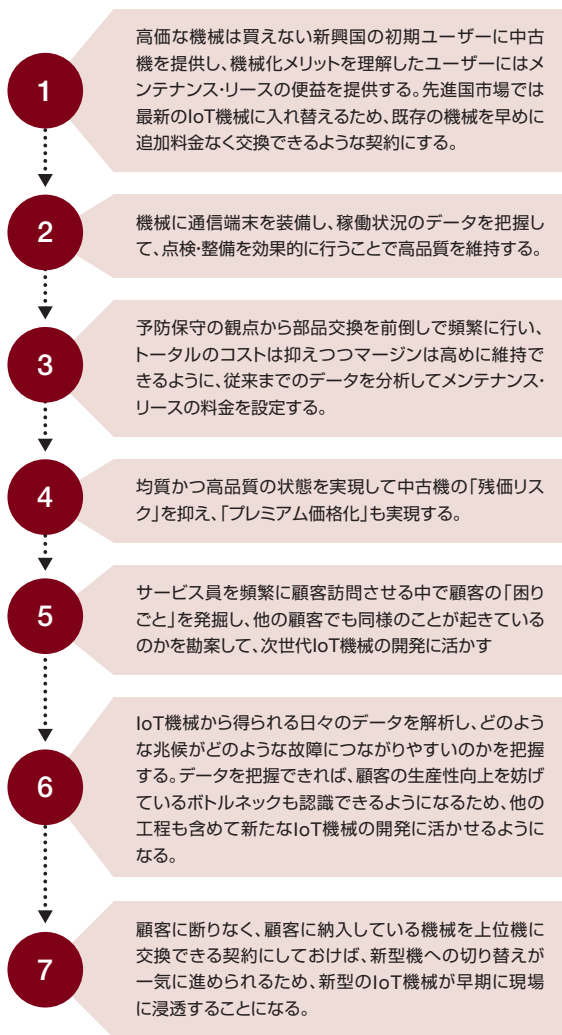 1
高価な機械は買えない新興国の初期ユーザーに中古
機を提供し、機械化メリットを理解したユーザーにはメ
ンテナンス・リースの便益を提供する。先進国市場では
最新のIoT機械に入れ替えるため、既存の機械を早めに
追加料金なく交換できるような契約にする。
2
機械に通信端末を装備し、稼働状況のデータを把握し
て、点検・整備を効果的に行うことで高品質を維持する。
3
予防保守の観点から部品交換を前倒しで頻繁に行い、
トータルのコストは抑えつつマージンは高めに維持で
きるように、従来までのデータを分析してメンテナンス・
リースの料金を設定する。
4
均質かつ高品質の状態を実現して中古機の「残価リス
ク」を抑え、「プレミアム価格化」も実現する。
5
サービス員を頻繁に顧客訪問させる中で顧客の「困り
ごと」を発掘し、他の顧客でも同様のことが起きている
のかを勘案して、次世代IoT機械の開発に活かす
6
IoT機械から得られる日々のデータを解析し、どのよう
な兆候がどのような故障につながりやすいのかを把握
する。データを把握できれば、顧客の生産性向上を妨げ
ているボトルネックも認識できるようになるため、他の
工程も含めて新たなIoT機械の開発に活かせるように
なる。
7
顧客に断りなく、顧客に納入している機械を上位機に
交換できる契約にしておけば、新型機への切り替えが
一気に進められるため、新型のIoT機械が早期に現場
に浸透することになる。